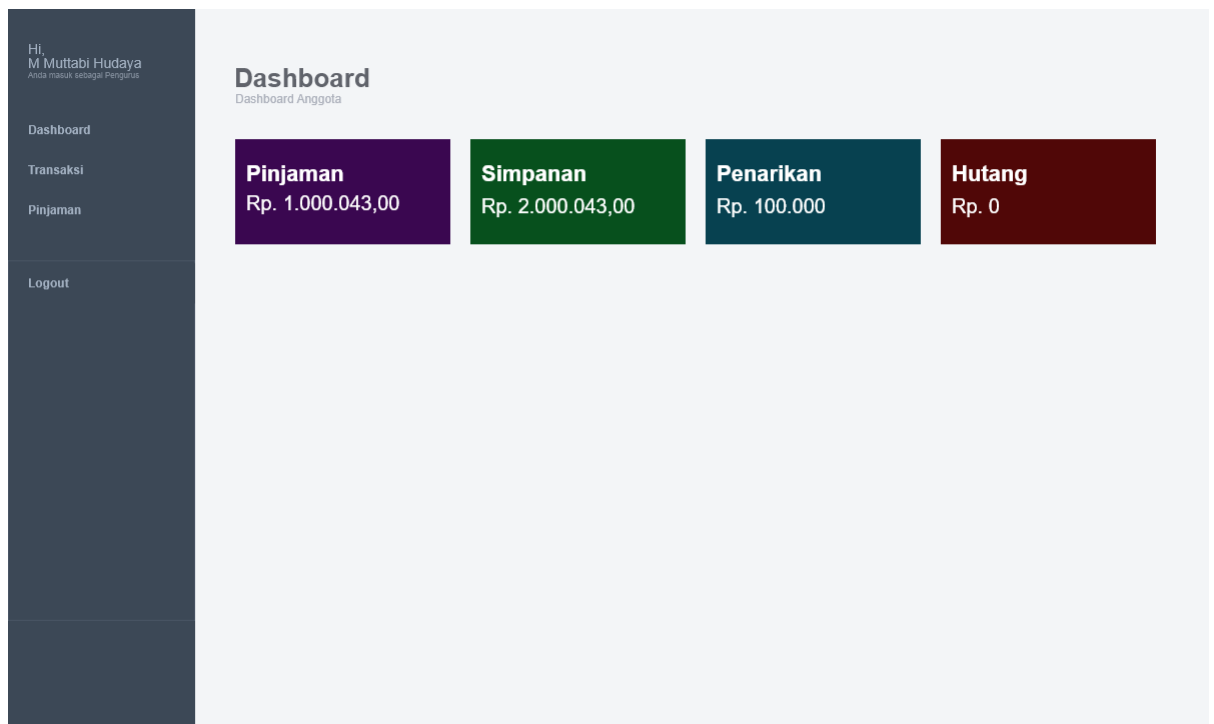 Hi,
M Muttabi Hudaya
Anda masuk sebagai Pengurus
Dashboard
Transaksi
Pinjaman
Logout
Dashboard
Dashboard Anggota
Pinjaman
Rp. 1.000.043,00
Simpanan
Rp. 2.000.043,00
Penarikan
Rp. 100.000
Hutang
Rp. 0